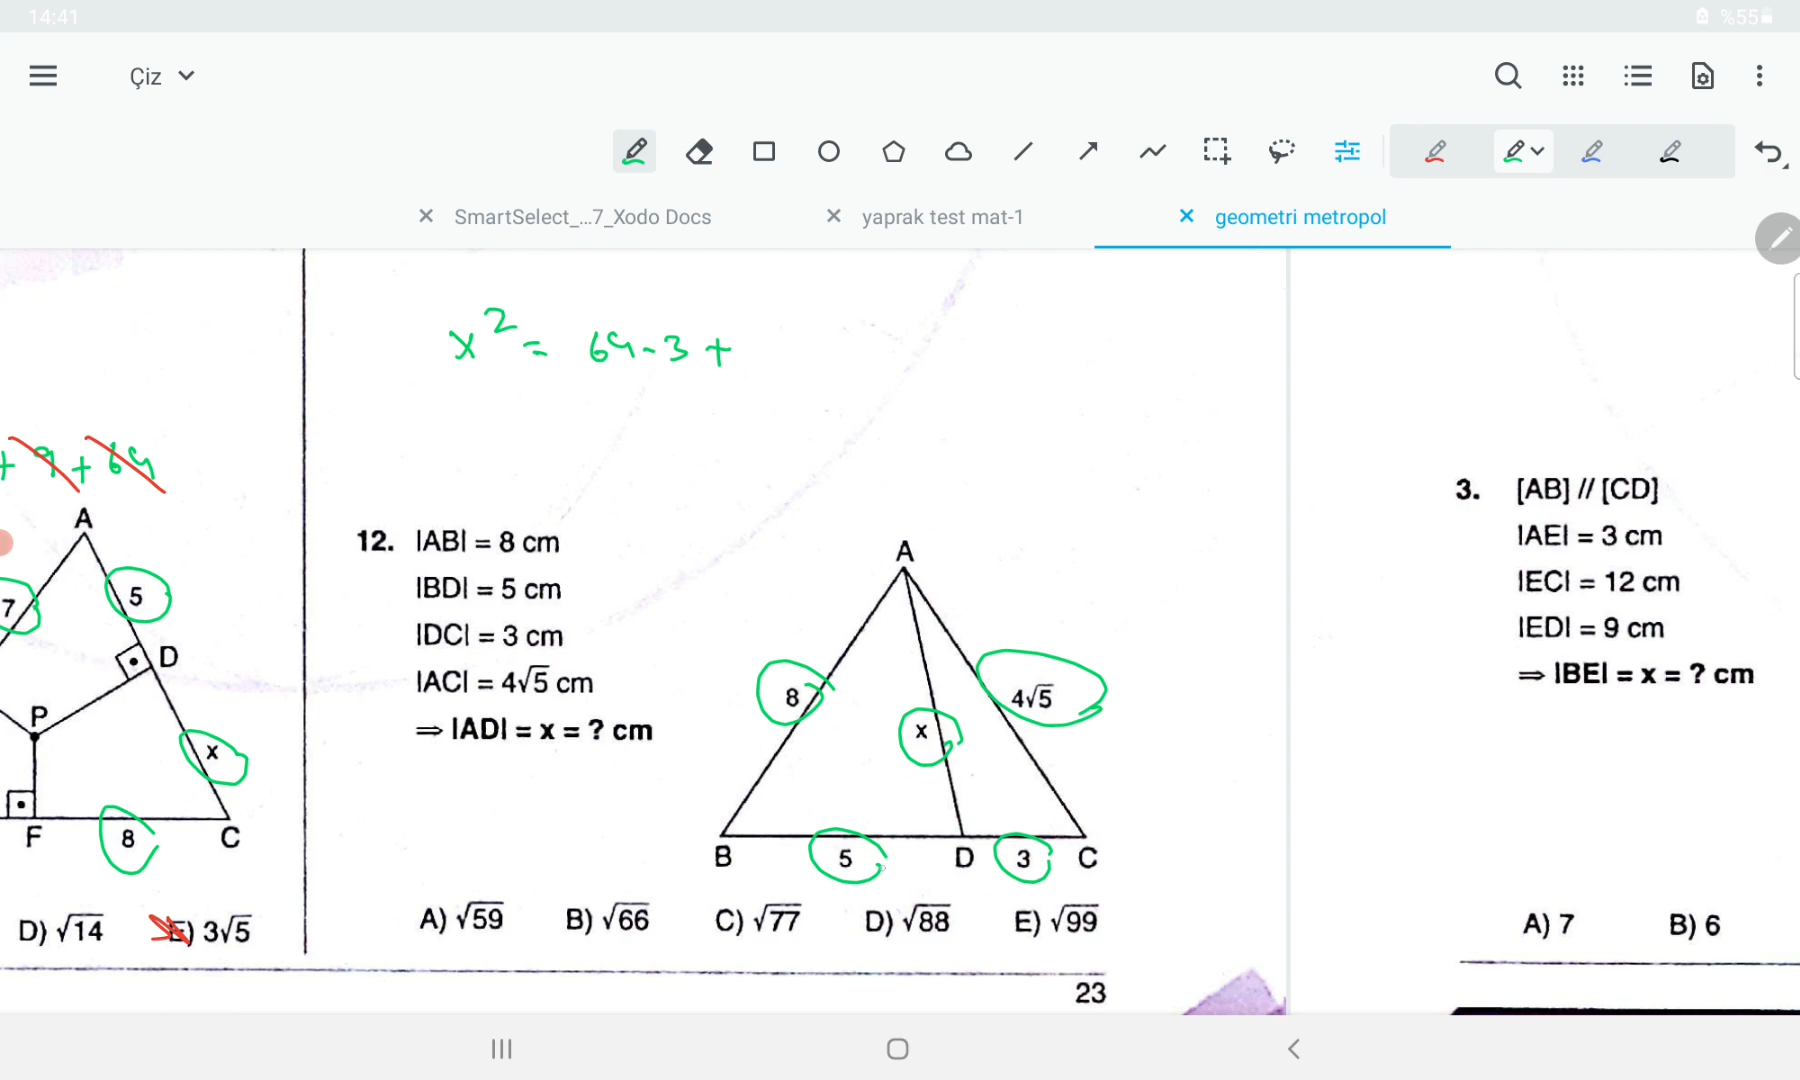 14:41
%55
Çiz
SmartSelect_...7_Xodo Docs
yaprak test mat-1
geometri metropol
+ 9 + 64
A
7
5
D
P
x
F
8
C
D) √14 E) 3√5
x² = 64-3 +
12. |AB| = 8 cm
|BD| = 5 cm
|DC| = 3 cm
|AC| = 4√5 cm
⇒ |AD| = x = ? cm
A
8
4√5
x
B
5
D
3
C
A) √59 B) √66 C) √77 D) √88 E) √99
23
3. [AB] // [CD]
|AE| = 3 cm
|EC| = 12 cm
|ED| = 9 cm
⇒ |BE| = x = ? cm
A) 7 B) 6